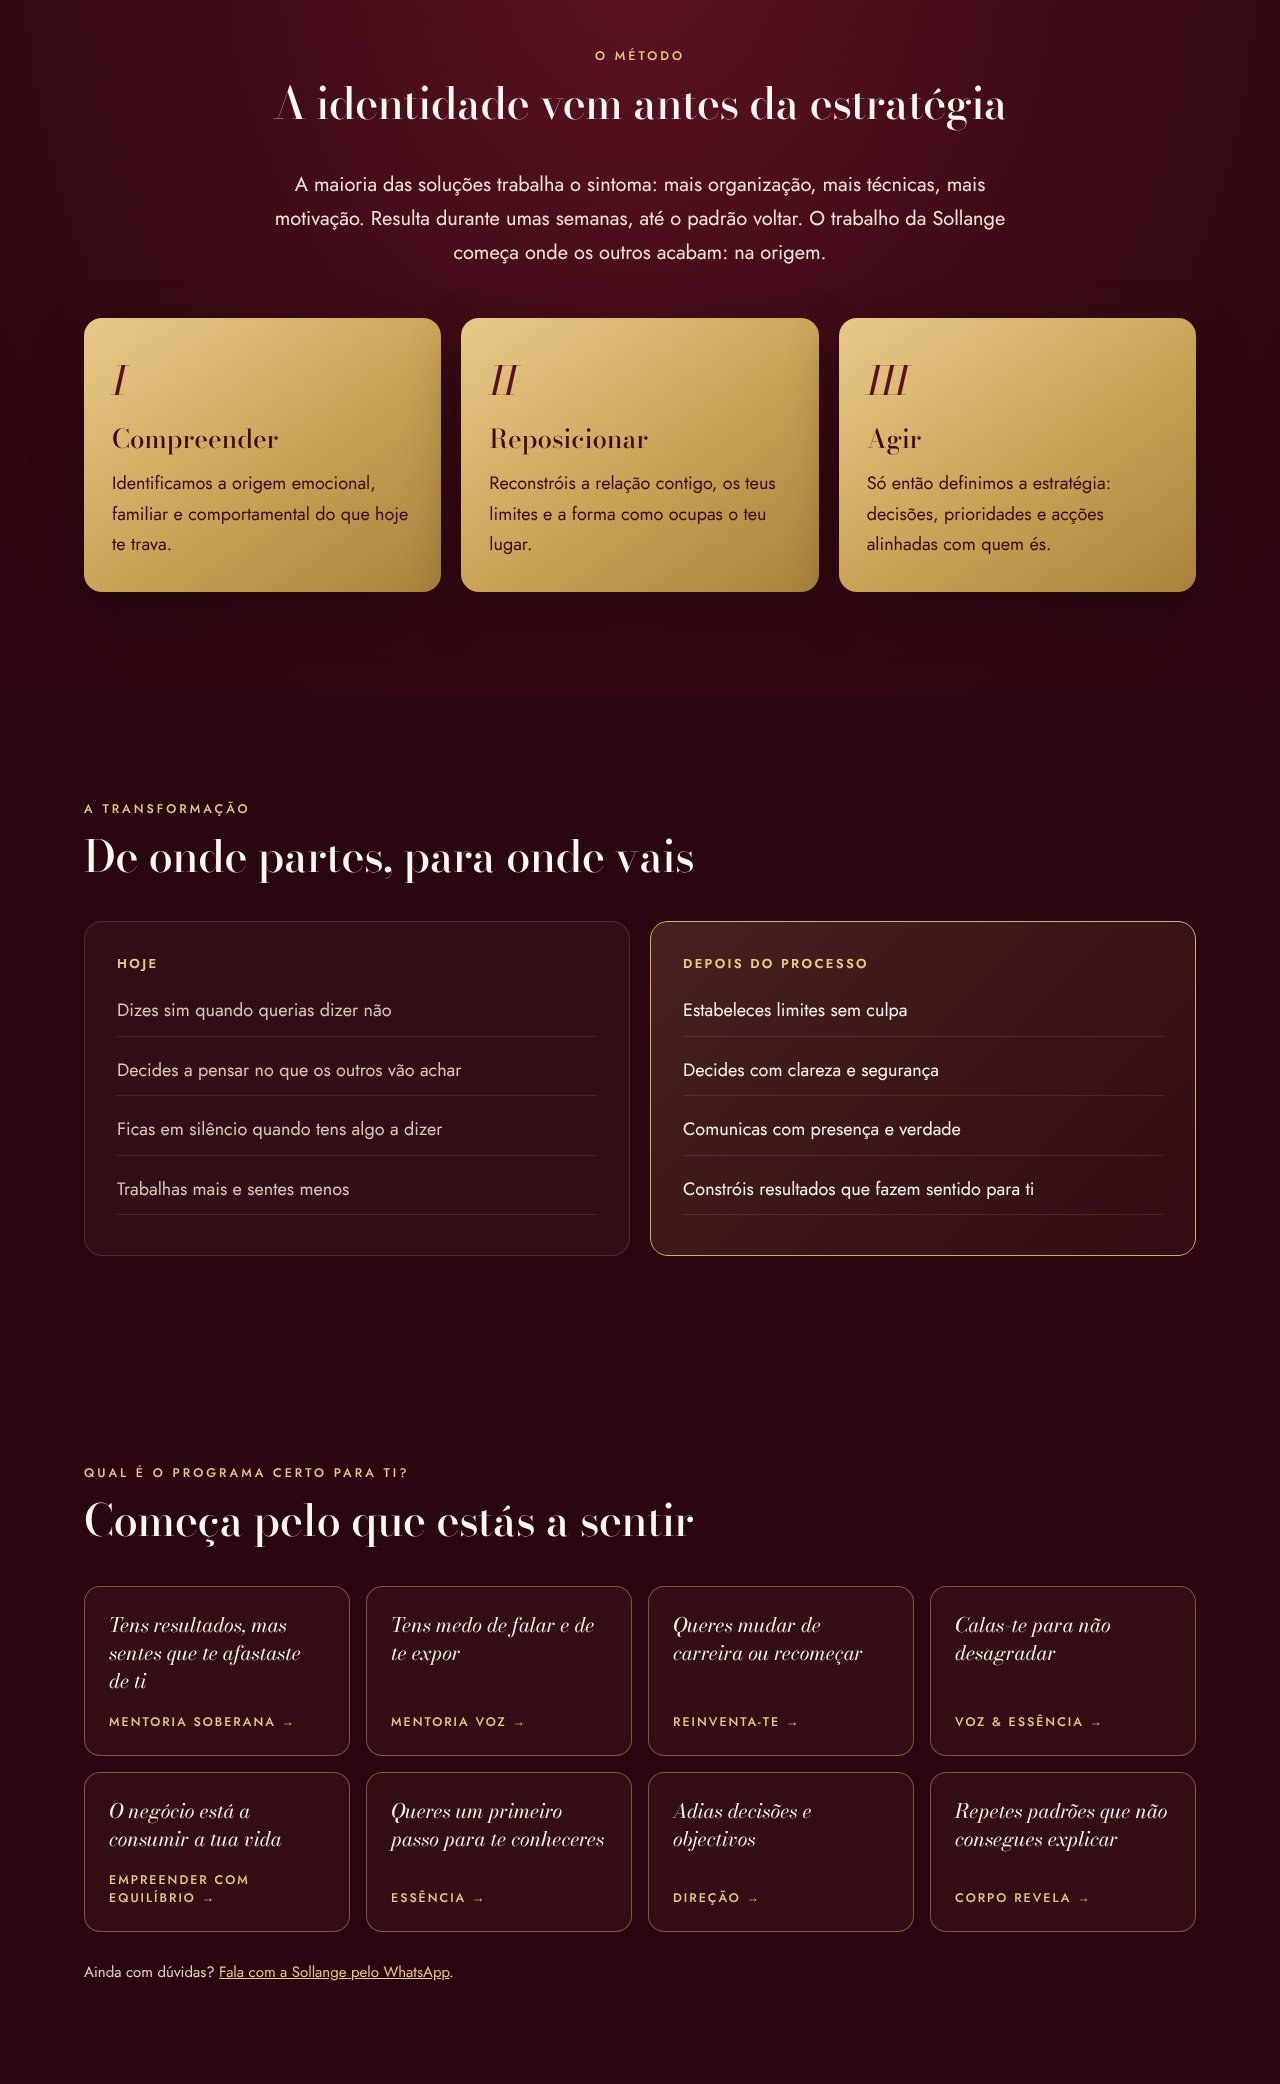 O MÉTODO
A identidade vem antes da estratégia
A maioria das soluções trabalha o sintoma: mais organização, mais técnicas, mais
motivação. Resulta durante umas semanas, até o padrão voltar. O trabalho da Sollange
começa onde os outros acabam: na origem.
I
Compreender
Identificamos a origem emocional,
familiar e comportamental do que hoje
te trava.
II
Reposicionar
Reconstróis a relação contigo, os teus
limites e a forma como ocupas o teu
lugar.
III
Agir
Só então definimos a estratégia:
decisões, prioridades e acções
alinhadas com quem és.
A TRANSFORMAÇÃO
De onde partes, para onde vais
HOJE
Dizes sim quando querias dizer não
Decides a pensar no que os outros vão achar
Ficas em silêncio quando tens algo a dizer
Trabalhas mais e sentes menos
DEPOIS DO PROCESSO
Estabeleces limites sem culpa
Decides com clareza e segurança
Comunicas com presença e verdade
Constróis resultados que fazem sentido para ti
QUAL É O PROGRAMA CERTO PARA TI?
Começa pelo que estás a sentir
Tens resultados, mas
sentes que te afastaste
de ti
MENTORIA SOBERANA →
Tens medo de falar e de
te expor
MENTORIA VOZ →
Queres mudar de
carreira ou recomeçar
REINVENTA-TE →
Calas-te para não
desagradar
VOZ & ESSÊNCIA →
O negócio está a
consumir a tua vida
EMPREENDER COM
EQUILÍBRIO →
Queres um primeiro
passo para te conheceres
ESSÊNCIA →
Adias decisões e
objectivos
DIREÇÃO →
Repetes padrões que não
consegues explicar
CORPO REVELA →
Ainda com dúvidas? Fala com a Sollange pelo WhatsApp.